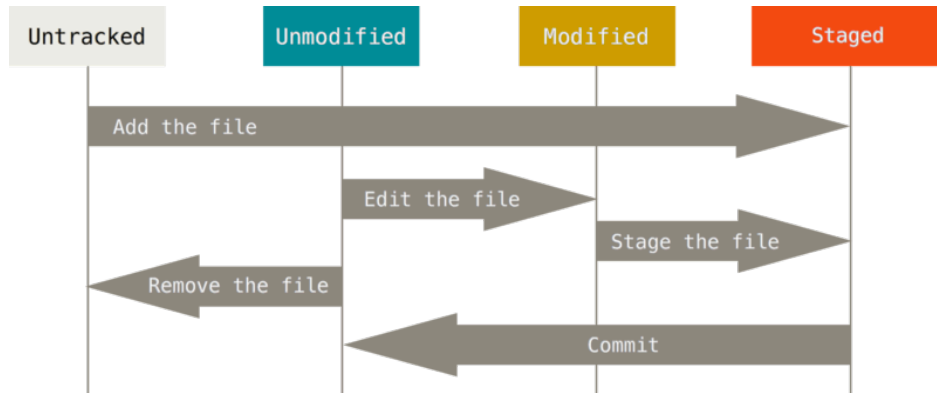 Untracked
Unmodified
Modified
Staged
Add the file
Edit the file
Stage the file
Remove the file
Commit